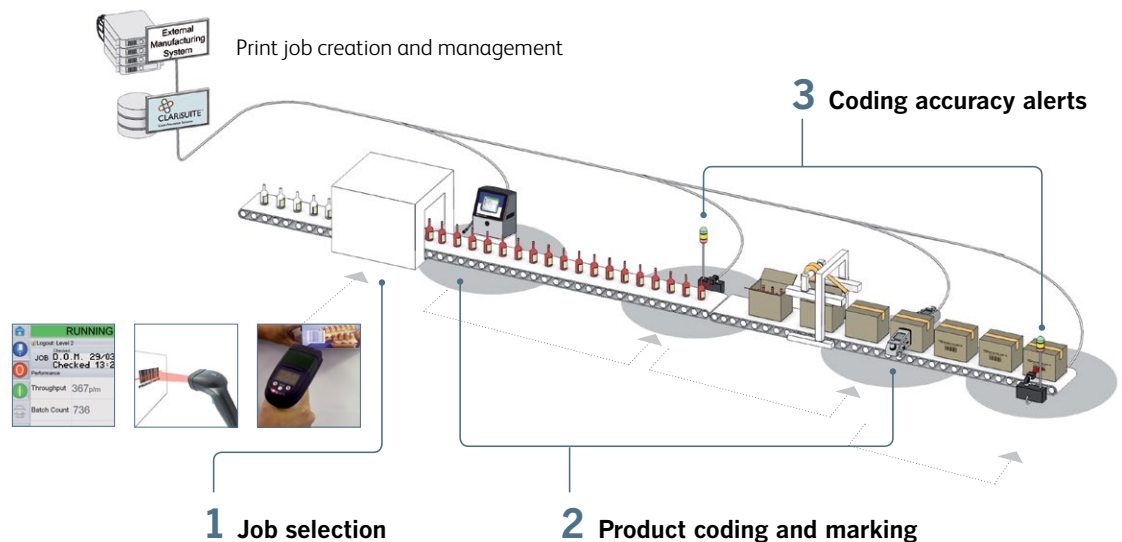 External
Manufacturing
System
Print job creation and management
CLARiSUITE
3 Coding accuracy alerts
RUNNING
Logout: Level 2
Checked
JOB D.O.M. 29/03
Checked 13:2
Performance
Throughput 367p/m
Batch Count 736
1 Job selection
2 Product coding and marking